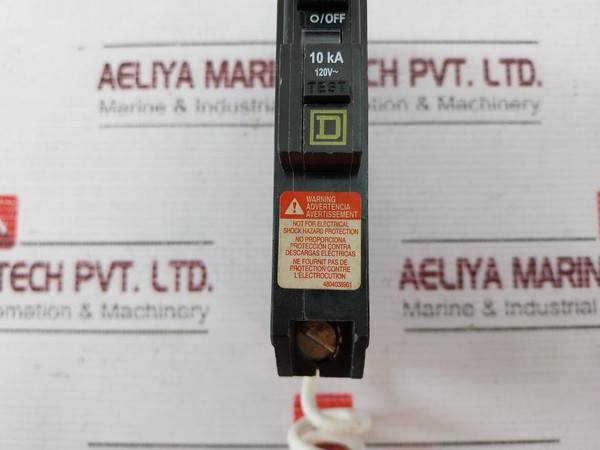 O/OFF
10 kA
120V~
TEST
D
AELIYA MARINE TECH PVT. LTD.
Marine & Industrial Automation & Machinery
WARNING
ADVERTENCIA
AVERTISSEMENT
NOT FOR ELECTRICAL
SHOCK HAZARD PROTECTION
NO PROPORCIONA
PROTECCIÓN CONTRA
DESCARGAS ELÉCTRICAS
NE FOURNIT PAS DE
PROTECTION CONTRE
L'ÉLECTROCUTION
4804038901
TECH PVT. LTD.
omation & Machinery
AELIYA MARIN
Marine & Industrial